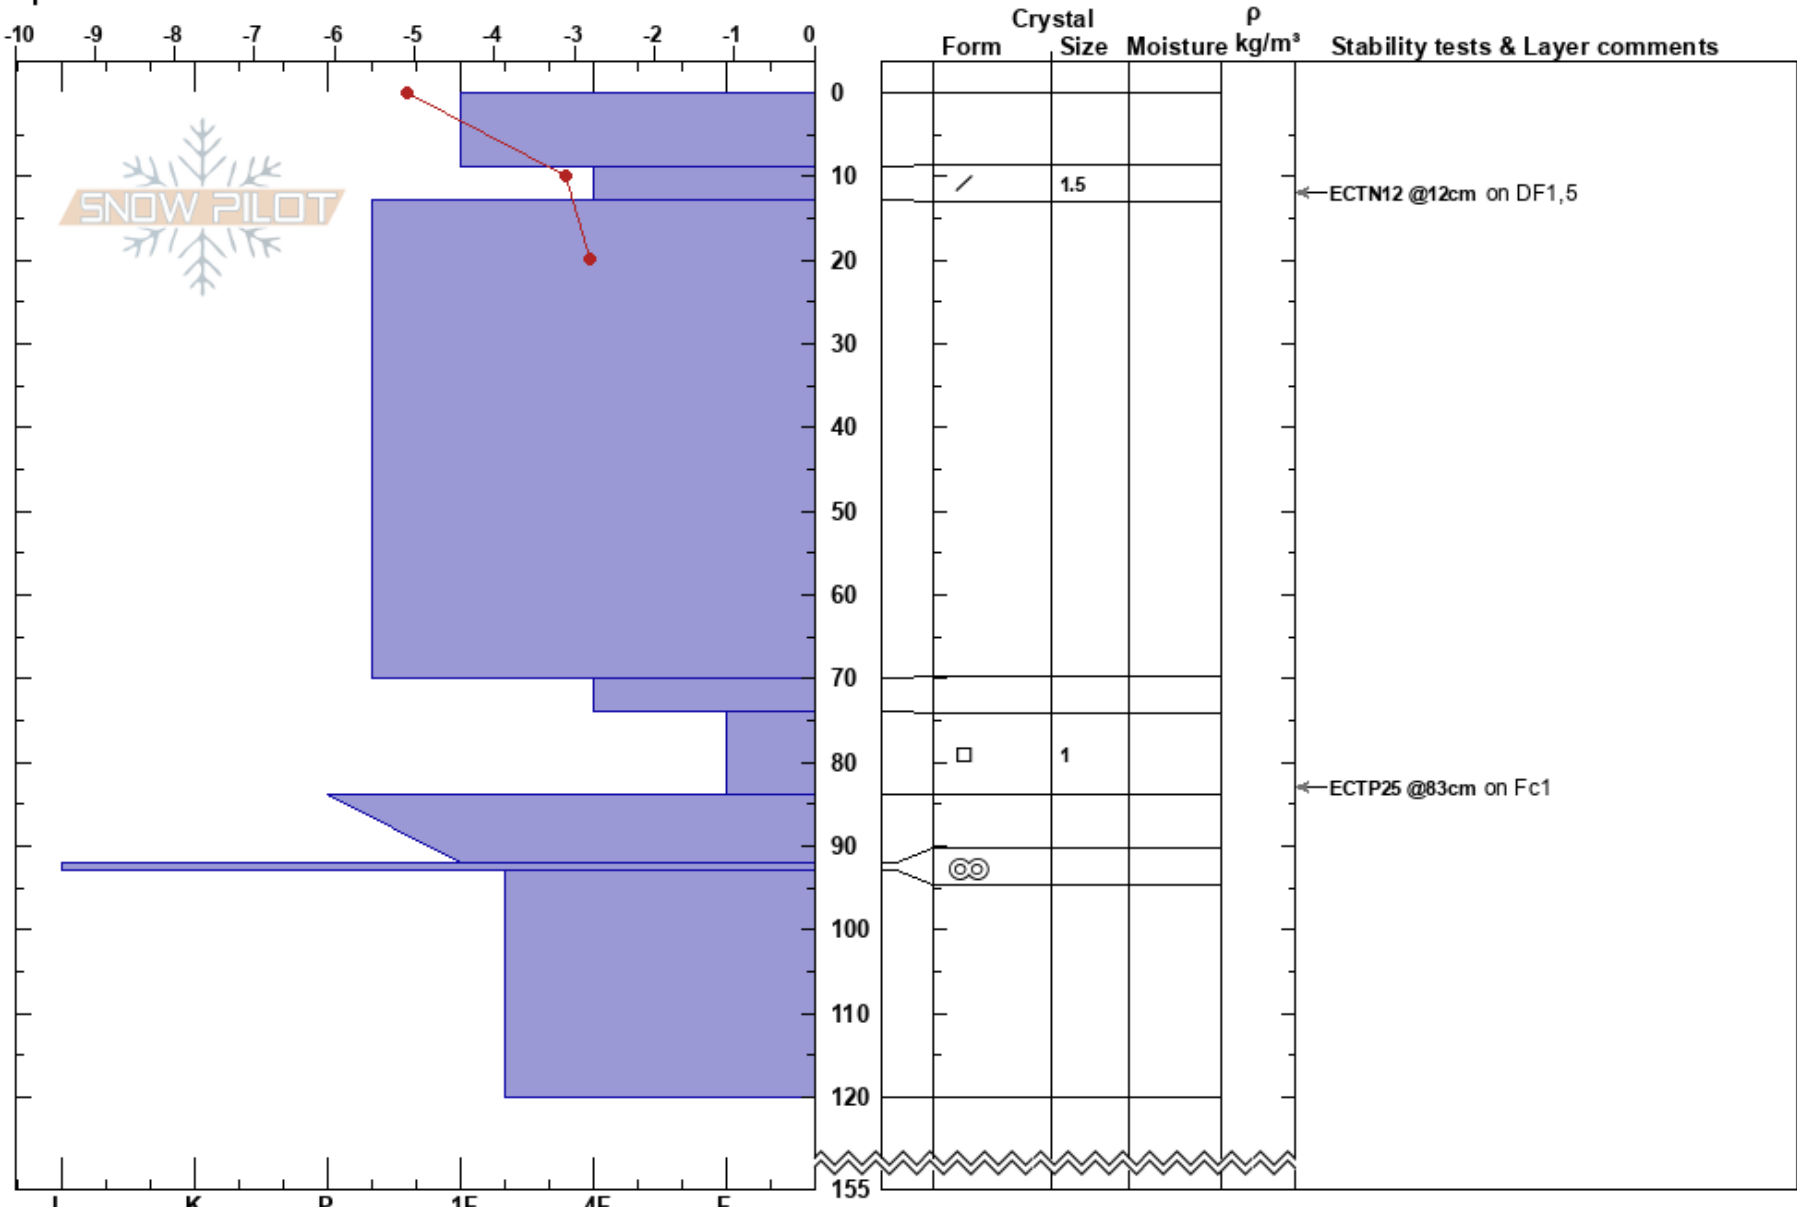 Crystal ρ
-10 -9 -8 -7 -6 -5 -4 -3 -2 -1 0
Form Size Moisture kg/m³ Stability tests & Layer comments
0
10 1.5
SNOW PILOT
ECTN12 @12cm on DF1,5
20
30
40
50
60
70
80 1
ECTP25 @83cm on Fc1
90
100
110
120
155
I K P 1F 4F F